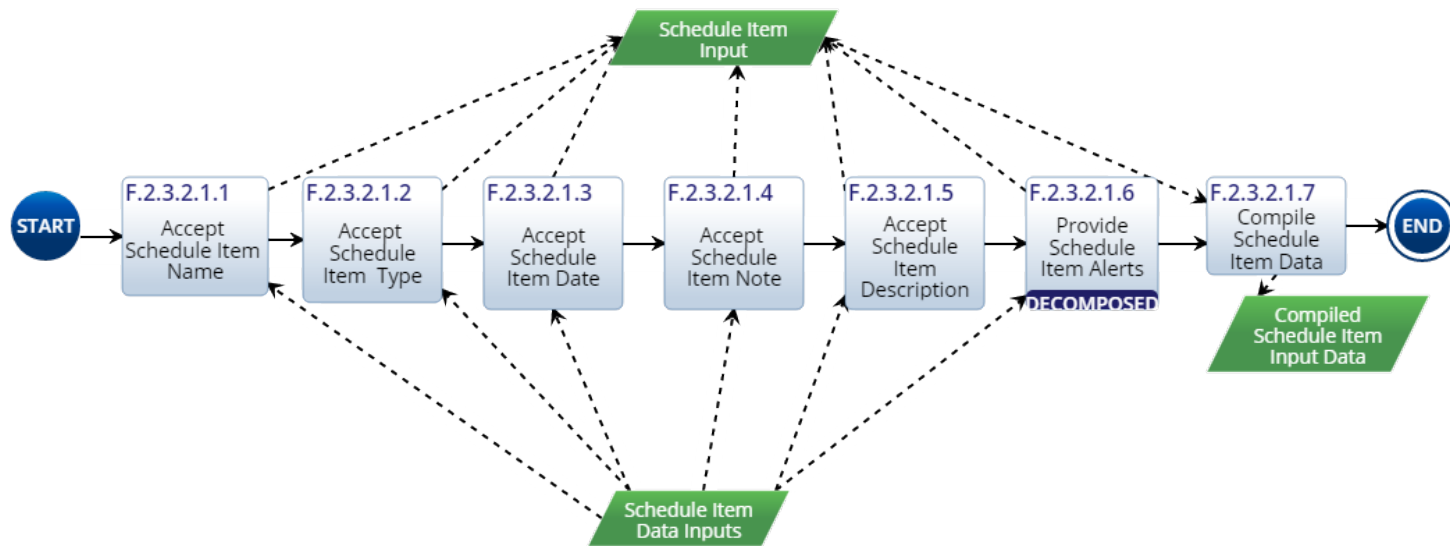 Schedule Item
Input
START
F.2.3.2.1.1
Accept
Schedule Item
Name
F.2.3.2.1.2
Accept
Schedule
Item Type
F.2.3.2.1.3
Accept
Schedule
Item Date
F.2.3.2.1.4
Accept
Schedule
Item Note
F.2.3.2.1.5
Accept
Schedule
Item
Description
F.2.3.2.1.6
Provide
Schedule
Item Alerts
DECOMPOSED
F.2.3.2.1.7
Compile
Schedule
Item Data
END
Compiled
Schedule Item
Input Data
Schedule Item
Data Inputs